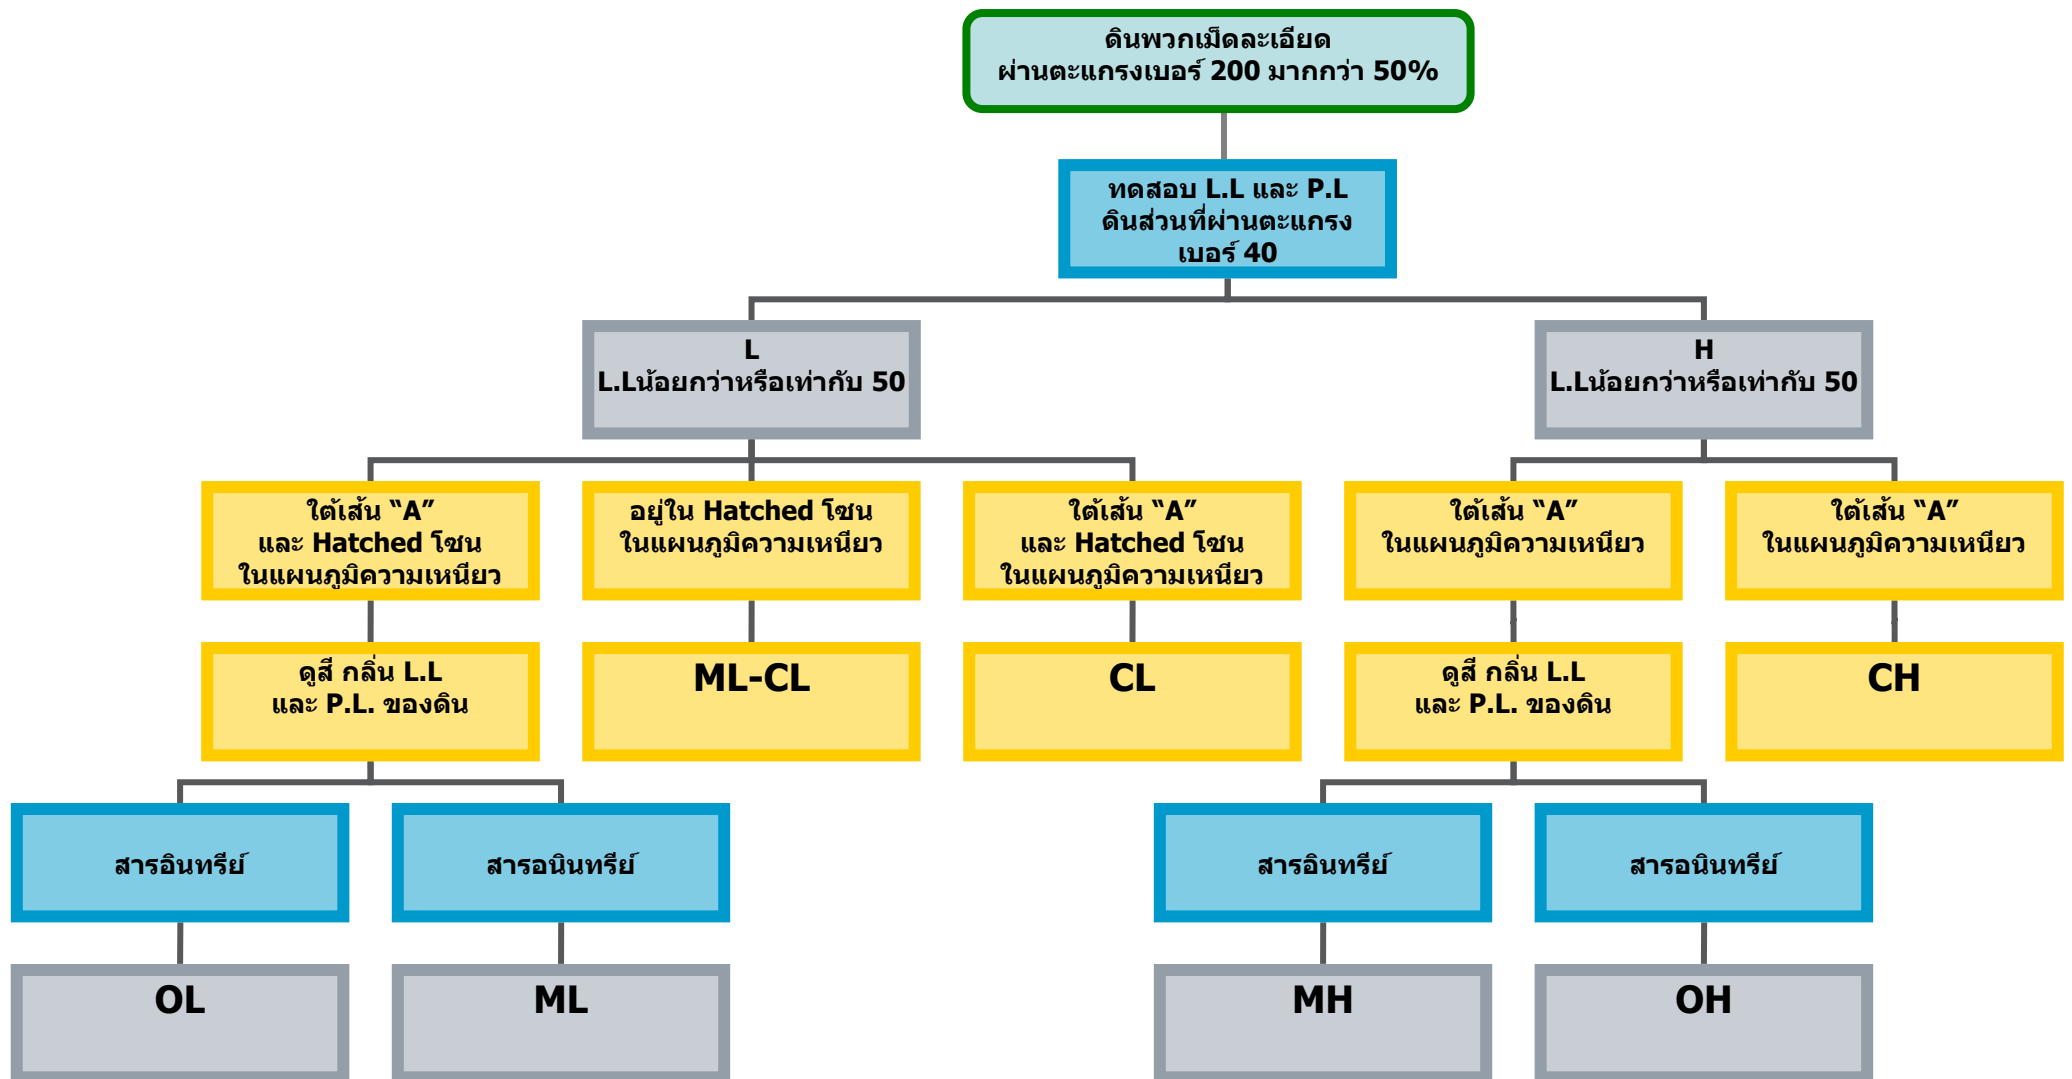 ดินพวกเม็ดละเอียด
ผ่านตะแกรงเบอร์ 200 มากกว่า 50%
ทดสอบ L.L และ P.L
ดินส่วนที่ผ่านตะแกรง
เบอร์ 40
L
L.Lน้อยกว่าหรือเท่ากับ 50
H
L.Lน้อยกว่าหรือเท่ากับ 50
ใต้เส้น “A”
และ Hatched โซน
ในแผนภูมิความเหนียว
อยู่ใน Hatched โซน
ในแผนภูมิความเหนียว
ใต้เส้น “A”
และ Hatched โซน
ในแผนภูมิความเหนียว
ใต้เส้น “A”
ในแผนภูมิความเหนียว
ใต้เส้น “A”
ในแผนภูมิความเหนียว
ดูสี กลิ่น L.L
และ P.L. ของดิน
ML-CL
CL
ดูสี กลิ่น L.L
และ P.L. ของดิน
CH
สารอินทรีย์
สารอนินทรีย์
สารอินทรีย์
สารอนินทรีย์
OL
ML
MH
OH